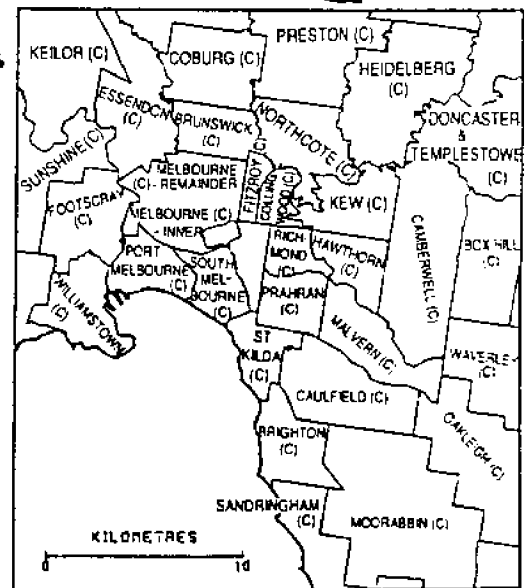 PRESTON (C)
KEILOR (C)
COBURG (C)
HEIDELBERG
(C)
ESSENDON
(C)
BRUNSWICK
(C)
NORTHCOTE (C)
DONCASTER
&
TEMPLESTOWE
(C)
SUNSHINE (C)
MELBOURNE
(C) - REMAINDER
FITZROY (C)
COLLING
WOOD (C)
KEW (C)
FOOTSCRAY
(C)
MELBOURNE (C)
- INNER
CAMBERWELL (C)
BOX HILL
(C)
RICH-
MOND
(C)
HAWTHORN
(C)
PORT
MELBOURNE
(C)
SOUTH
MEL-
BOURNE
(C)
PRAHRAN
(C)
WILLIAMSTOWN
(C)
MALVERN (C)
ST
KILDA
(C)
WAVERLEY
(C)
CAULFIELD (C)
OAKLEIGH (C)
BRIGHTON
(C)
SANDRINGHAM
(C)
MOORABBIN (C)
KILOMETRES
0 10